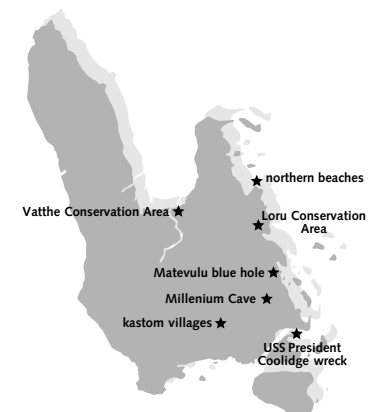 northern beaches
Vatthe Conservation Area
Loru Conservation
Area
Matevulu blue hole
Millenium Cave
kastom villages
USS President
Coolidge wreck